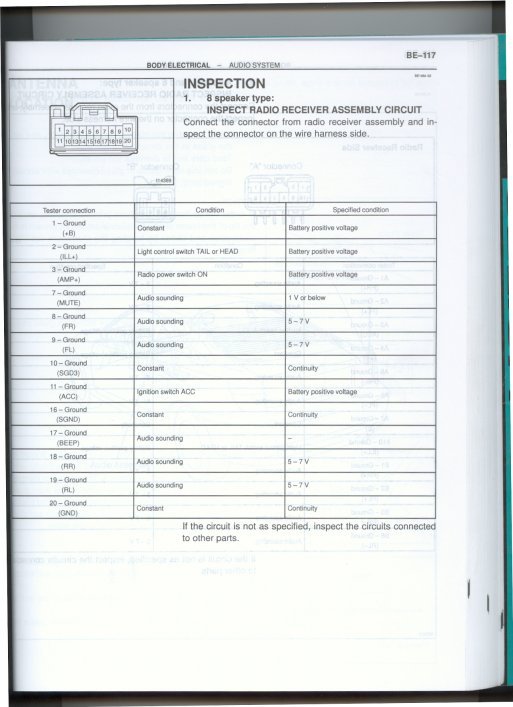 BE–117
BODY ELECTRICAL – AUDIO SYSTEM
INSPECTION
1. 8 speaker type:
INSPECT RADIO RECEIVER ASSEMBLY CIRCUIT
Connect the connector from radio receiver assembly and in-
spect the connector on the wire harness side.
1 2 3 4 5 6 7 8 9 10
11 12 13 14 15 16 17 18 19 20
I14369
Tester connection Condition Specified condition
1 – Ground
(+B) Constant Battery positive voltage
2 – Ground
(ILL+) Light control switch TAIL or HEAD Battery positive voltage
3 – Ground
(AMP+) Radio power switch ON Battery positive voltage
7 – Ground
(MUTE) Audio sounding 1 V or below
8 – Ground
(FR) Audio sounding 5 – 7 V
9 – Ground
(FL) Audio sounding 5 – 7 V
10 – Ground
(SGD3) Constant Continuity
11 – Ground
(ACC) Ignition switch ACC Battery positive voltage
16 – Ground
(SGND) Constant Continuity
17 – Ground
(BEEP) Audio sounding –
18 – Ground
(RR) Audio sounding 5 – 7 V
19 – Ground
(RL) Audio sounding 5 – 7 V
20 – Ground
(GND) Constant Continuity
If the circuit is not as specified, inspect the circuits connected
to other parts.